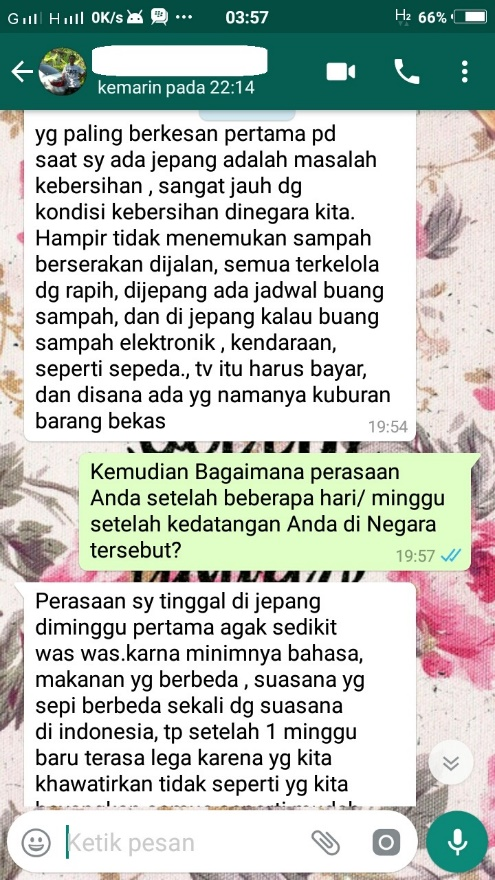 G ıll H ıll 0K/s 03:57 H2 66%
kemarin pada 22:14
yg paling berkesan pertama pd
saat sy ada jepang adalah masalah
kebersihan , sangat jauh dg
kondisi kebersihan dinegara kita.
Hampir tidak menemukan sampah
berserakan dijalan, semua terkelola
dg rapih, dijepang ada jadwal buang
sampah, dan di jepang kalau buang
sampah elektronik , kendaraan,
seperti sepeda., tv itu harus bayar,
dan disana ada yg namanya kuburan
barang bekas
19:54
Kemudian Bagaimana perasaan
Anda setelah beberapa hari/ minggu
setelah kedatangan Anda di Negara
tersebut?
19:57
Perasaan sy tinggal di jepang
diminggu pertama agak sedikit
was was.karna minimnya bahasa,
makanan yg berbeda , suasana yg
sepi berbeda sekali dg suasana
di indonesia, tp setelah 1 minggu
baru terasa lega karena yg kita
khawatirkan tidak seperti yg kita
Ketik pesan